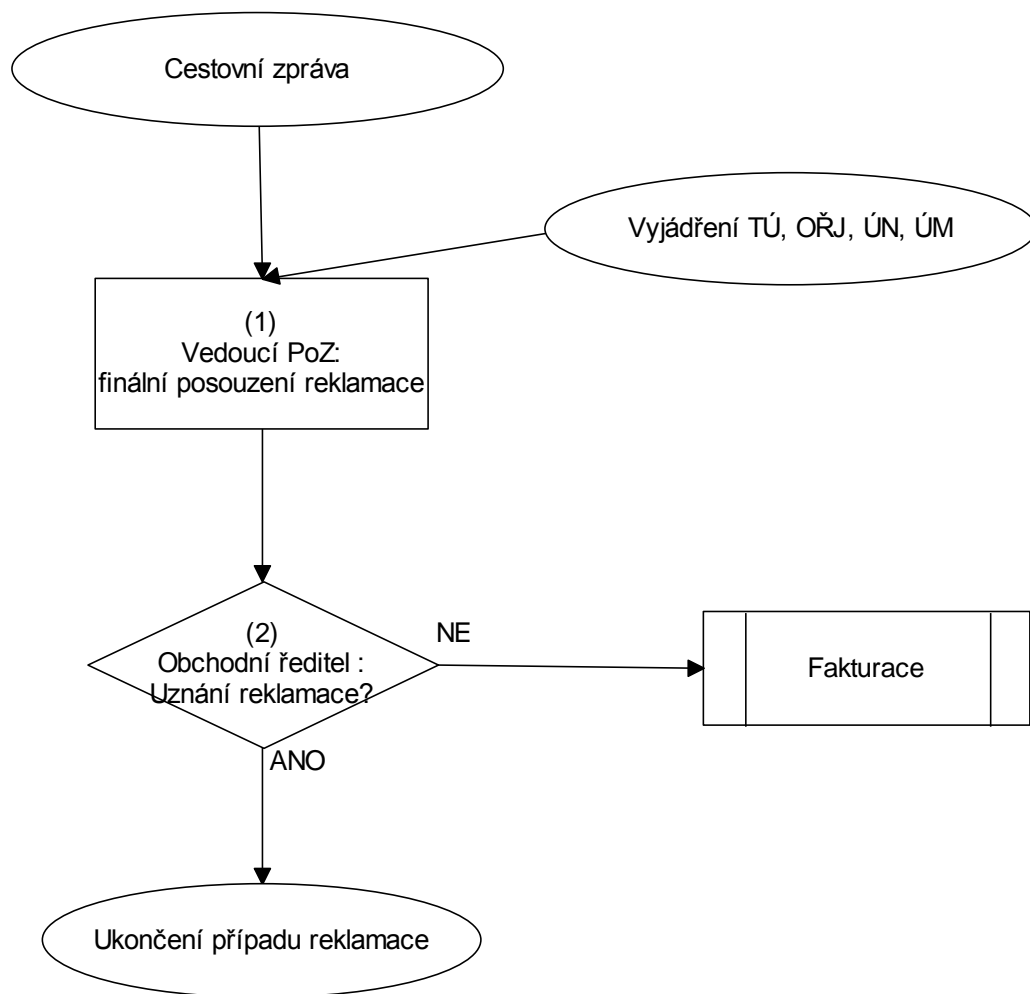 Cestovní zpráva
Vyjádření TÚ, OŘJ, ÚN, ÚM
(1)
Vedoucí PoZ:
finální posouzení reklamace
(2)
Obchodní ředitel :
Uznání reklamace?
NE
Fakturace
ANO
Ukončení případu reklamace